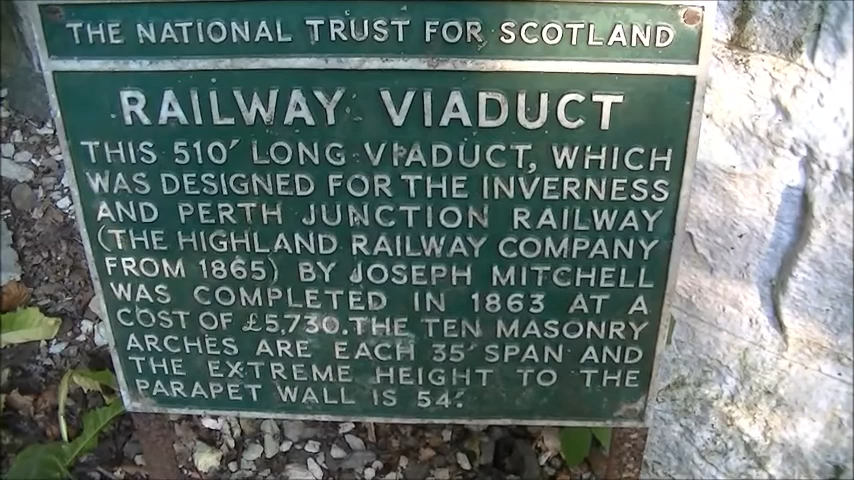 THE NATIONAL TRUST FOR SCOTLAND
RAILWAY VIADUCT
THIS 510' LONG VIADUCT, WHICH
WAS DESIGNED FOR THE INVERNESS
AND PERTH JUNCTION RAILWAY
(THE HIGHLAND RAILWAY COMPANY
FROM 1865) BY JOSEPH MITCHELL
WAS COMPLETED IN 1863 AT A
COST OF £5,730. THE TEN MASONRY
ARCHES ARE EACH 35' SPAN AND
THE EXTREME HEIGHT TO THE
PARAPET WALL IS 54'.